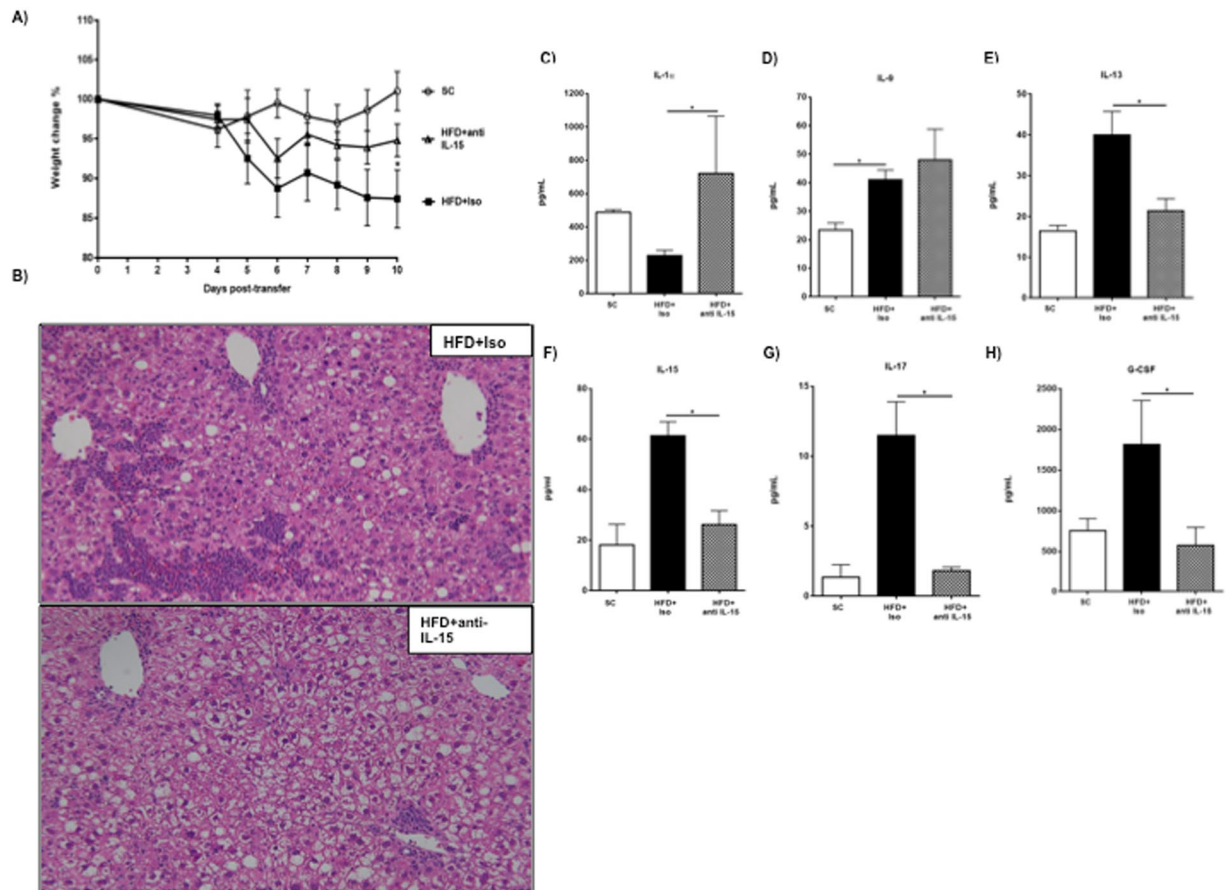 A)
110
105
100
95
90
85
80
Weight change %
0 1 2 3 4 5 6 7 8 9 10
Days post-transfer
*
SC
HFD+anti
IL-15
HFD+Iso
B)
HFD+Iso
HFD+anti-
IL-15
C)
IL-1α
1200
1000
800
600
400
200
0
pg/mL
*
SC
HFD+
Iso
HFD+
anti IL-15
D)
IL-9
70
60
50
40
30
20
10
0
pg/mL
*
SC
HFD+
Iso
HFD+
anti IL-15
E)
IL-13
50
40
30
20
10
0
pg/mL
*
SC
HFD+
Iso
HFD+
anti IL-15
F)
IL-15
80
60
40
20
0
pg/ml
*
SC
HFD+
Iso
HFD+
anti IL-15
G)
IL-17
15
10
5
0
pg/mL
*
SC
HFD+
Iso
HFD+
anti IL-15
H)
G-CSF
2500
2000
1500
1000
500
0
pg/mL
*
SC
HFD+
Iso
HFD+
anti IL-15